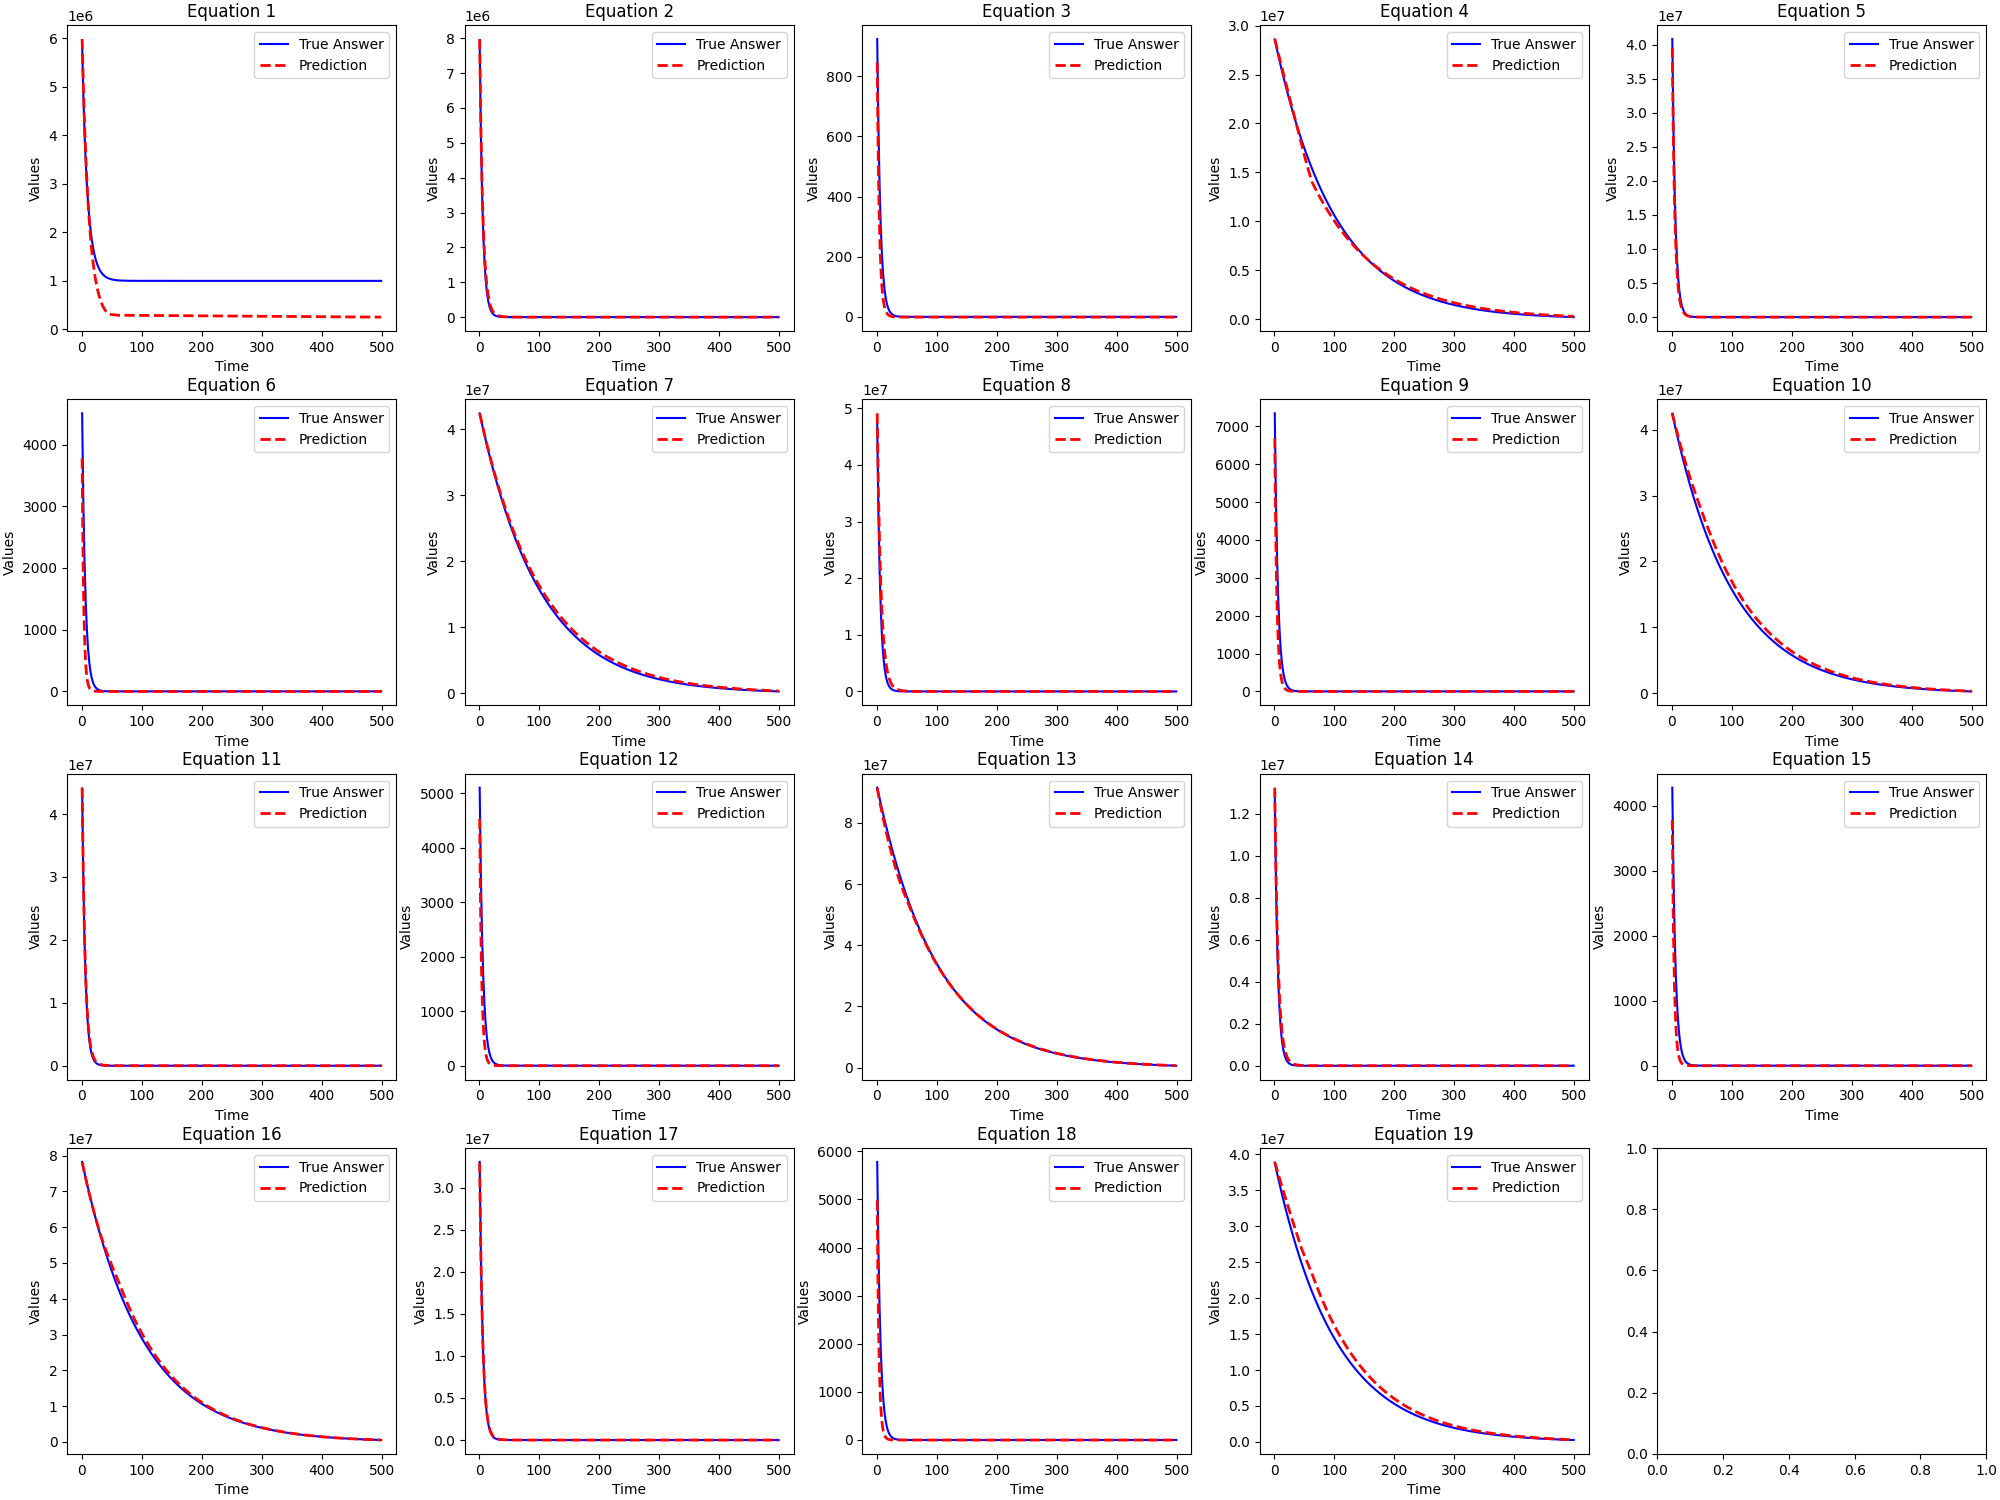 Equation 1
1e6
True Answer
Prediction
Values
6
5
4
3
2
1
0
0 100 200 300 400 500
Time
Equation 2
1e6
True Answer
Prediction
Values
8
7
6
5
4
3
2
1
0
0 100 200 300 400 500
Time
Equation 3
True Answer
Prediction
Values
800
600
400
200
0
0 100 200 300 400 500
Time
Equation 4
1e7
True Answer
Prediction
Values
3.0
2.5
2.0
1.5
1.0
0.5
0.0
0 100 200 300 400 500
Time
Equation 5
1e7
True Answer
Prediction
Values
4.0
3.5
3.0
2.5
2.0
1.5
1.0
0.5
0.0
0 100 200 300 400 500
Time
Equation 6
True Answer
Prediction
Values
4000
3000
2000
1000
0
0 100 200 300 400 500
Time
Equation 7
1e7
True Answer
Prediction
Values
4
3
2
1
0
0 100 200 300 400 500
Time
Equation 8
1e7
True Answer
Prediction
Values
5
4
3
2
1
0
0 100 200 300 400 500
Time
Equation 9
True Answer
Prediction
Values
7000
6000
5000
4000
3000
2000
1000
0
0 100 200 300 400 500
Time
Equation 10
1e7
True Answer
Prediction
Values
4
3
2
1
0
0 100 200 300 400 500
Time
Equation 11
1e7
True Answer
Prediction
Values
4
3
2
1
0
0 100 200 300 400 500
Time
Equation 12
True Answer
Prediction
Values
5000
4000
3000
2000
1000
0
0 100 200 300 400 500
Time
Equation 13
1e7
True Answer
Prediction
Values
8
6
4
2
0
0 100 200 300 400 500
Time
Equation 14
1e7
True Answer
Prediction
Values
1.2
1.0
0.8
0.6
0.4
0.2
0.0
0 100 200 300 400 500
Time
Equation 15
True Answer
Prediction
Values
4000
3000
2000
1000
0
0 100 200 300 400 500
Time
Equation 16
1e7
True Answer
Prediction
Values
8
7
6
5
4
3
2
1
0
0 100 200 300 400 500
Time
Equation 17
1e7
True Answer
Prediction
Values
3.0
2.5
2.0
1.5
1.0
0.5
0.0
0 100 200 300 400 500
Time
Equation 18
True Answer
Prediction
Values
6000
5000
4000
3000
2000
1000
0
0 100 200 300 400 500
Time
Equation 19
1e7
True Answer
Prediction
Values
4.0
3.5
3.0
2.5
2.0
1.5
1.0
0.5
0.0
0 100 200 300 400 500
Time
1.0
0.8
0.6
0.4
0.2
0.0
0.0 0.2 0.4 0.6 0.8 1.0